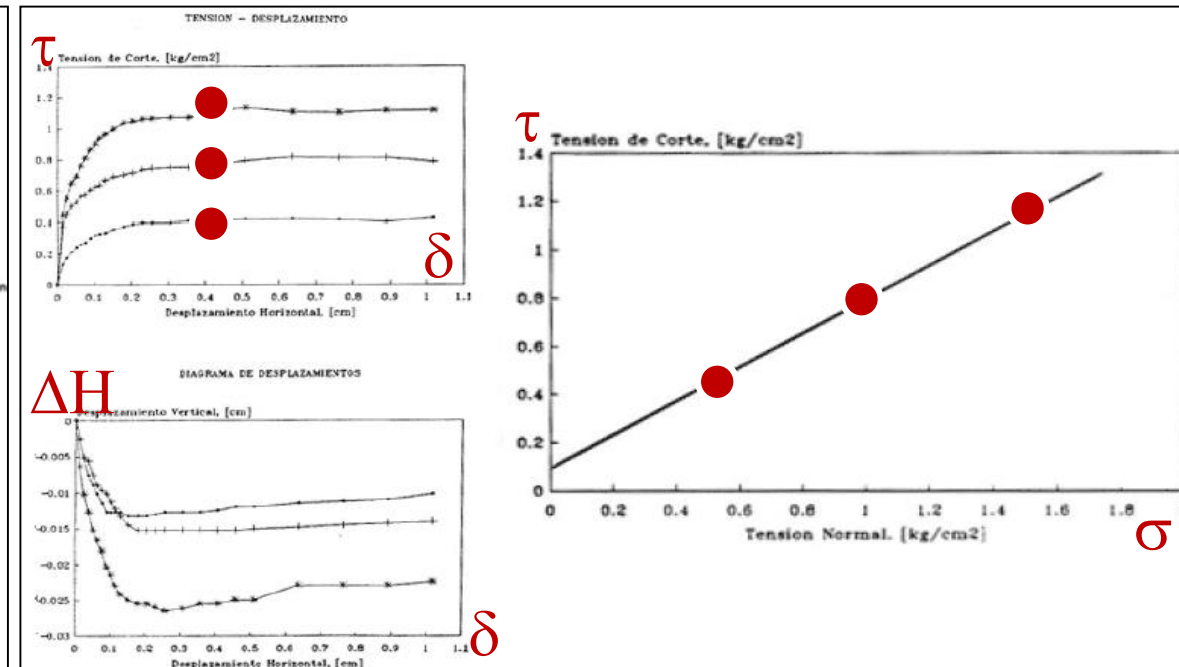 TENSION - DESPLAZAMIENTO
τ
Tension de Corte, [kg/cm2]
1.4
1.2
1
0.8
0.6
0.4
0.2
0
0 0.1 0.2 0.3 0.4 0.5 0.6 0.7 0.8 0.9 1 1.1
Desplazamiento Horizontal, [cm]
δ
DIAGRAMA DE DESPLAZAMIENTOS
ΔH
Desplazamiento Vertical, [cm]
0
-0.005
-0.01
-0.015
-0.02
-0.025
-0.03
0 0.1 0.2 0.3 0.4 0.5 0.6 0.7 0.8 0.9 1 1.1
Desplazamiento Horizontal, [cm]
δ
τ
Tension de Corte, [kg/cm2]
1.4
1.2
1
0.8
0.6
0.4
0.2
0
0 0.2 0.4 0.6 0.8 1 1.2 1.4 1.6 1.8
Tension Normal, [kg/cm2]
σ